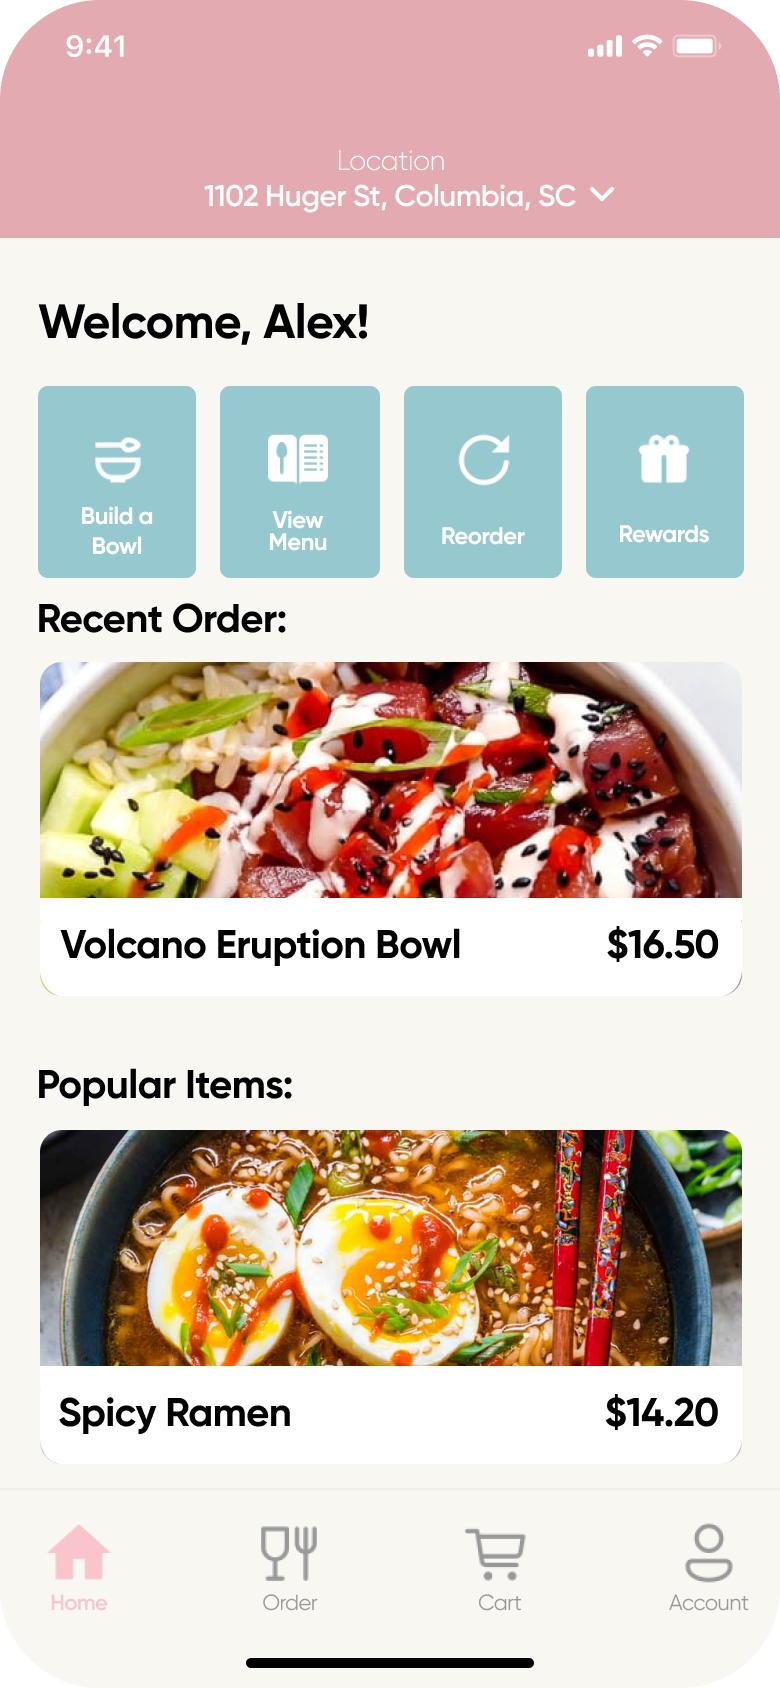 9:41
Location
1102 Huger St, Columbia, SC
Welcome, Alex!
Build a
Bowl
View
Menu
Reorder
Rewards
Recent Order:
Volcano Eruption Bowl $16.50
Popular Items:
Spicy Ramen $14.20
Home Order Cart Account